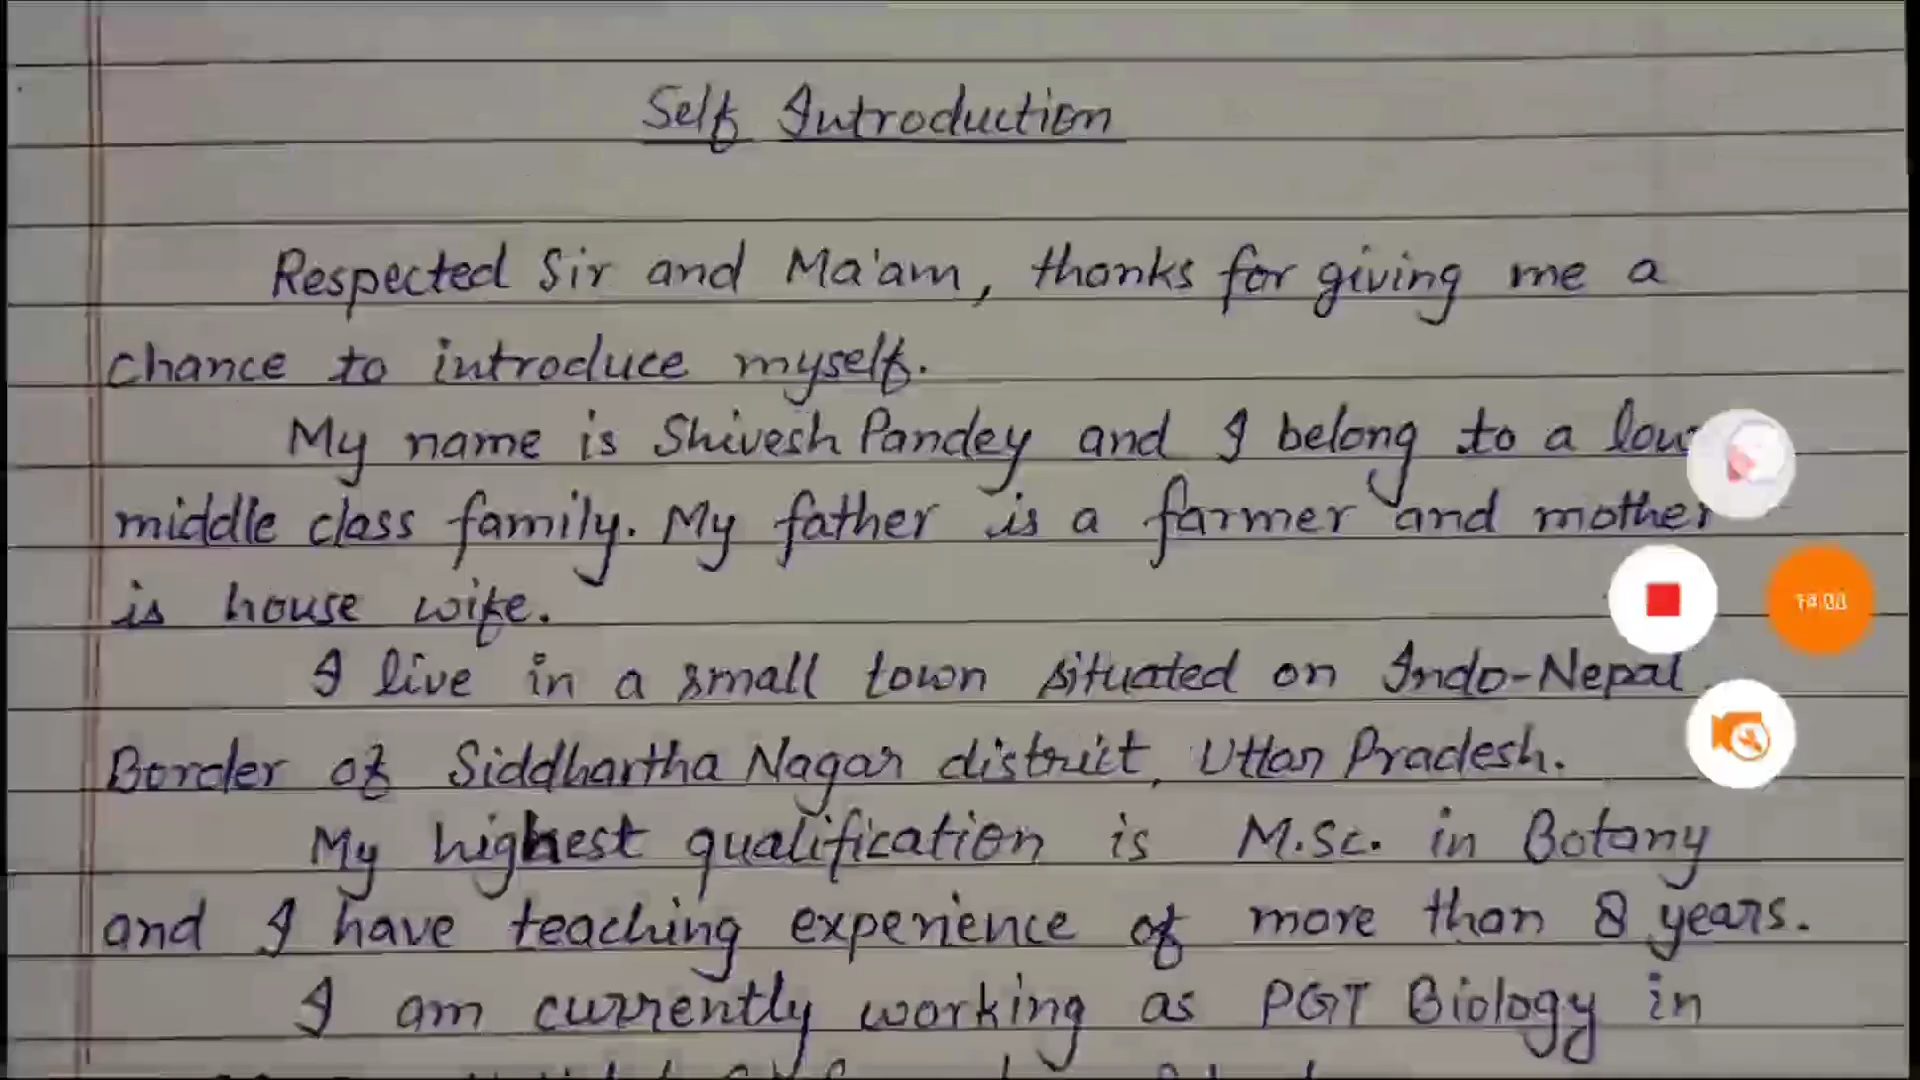 Self Introduction
Respected Sir and Ma'am, thanks for giving me a
chance to introduce myself.
My name is Shivesh Pandey and I belong to a
middle class family. My father is a farmer and mother
is house wife.
I live in a small town situated on Indo-Nepal
Border of Siddhartha Nagar district, Uttar Pradesh.
My highest qualification is M.Sc. in Botany
and I have teaching experience of more than 8 years.
I am currently working as PGT Biology in